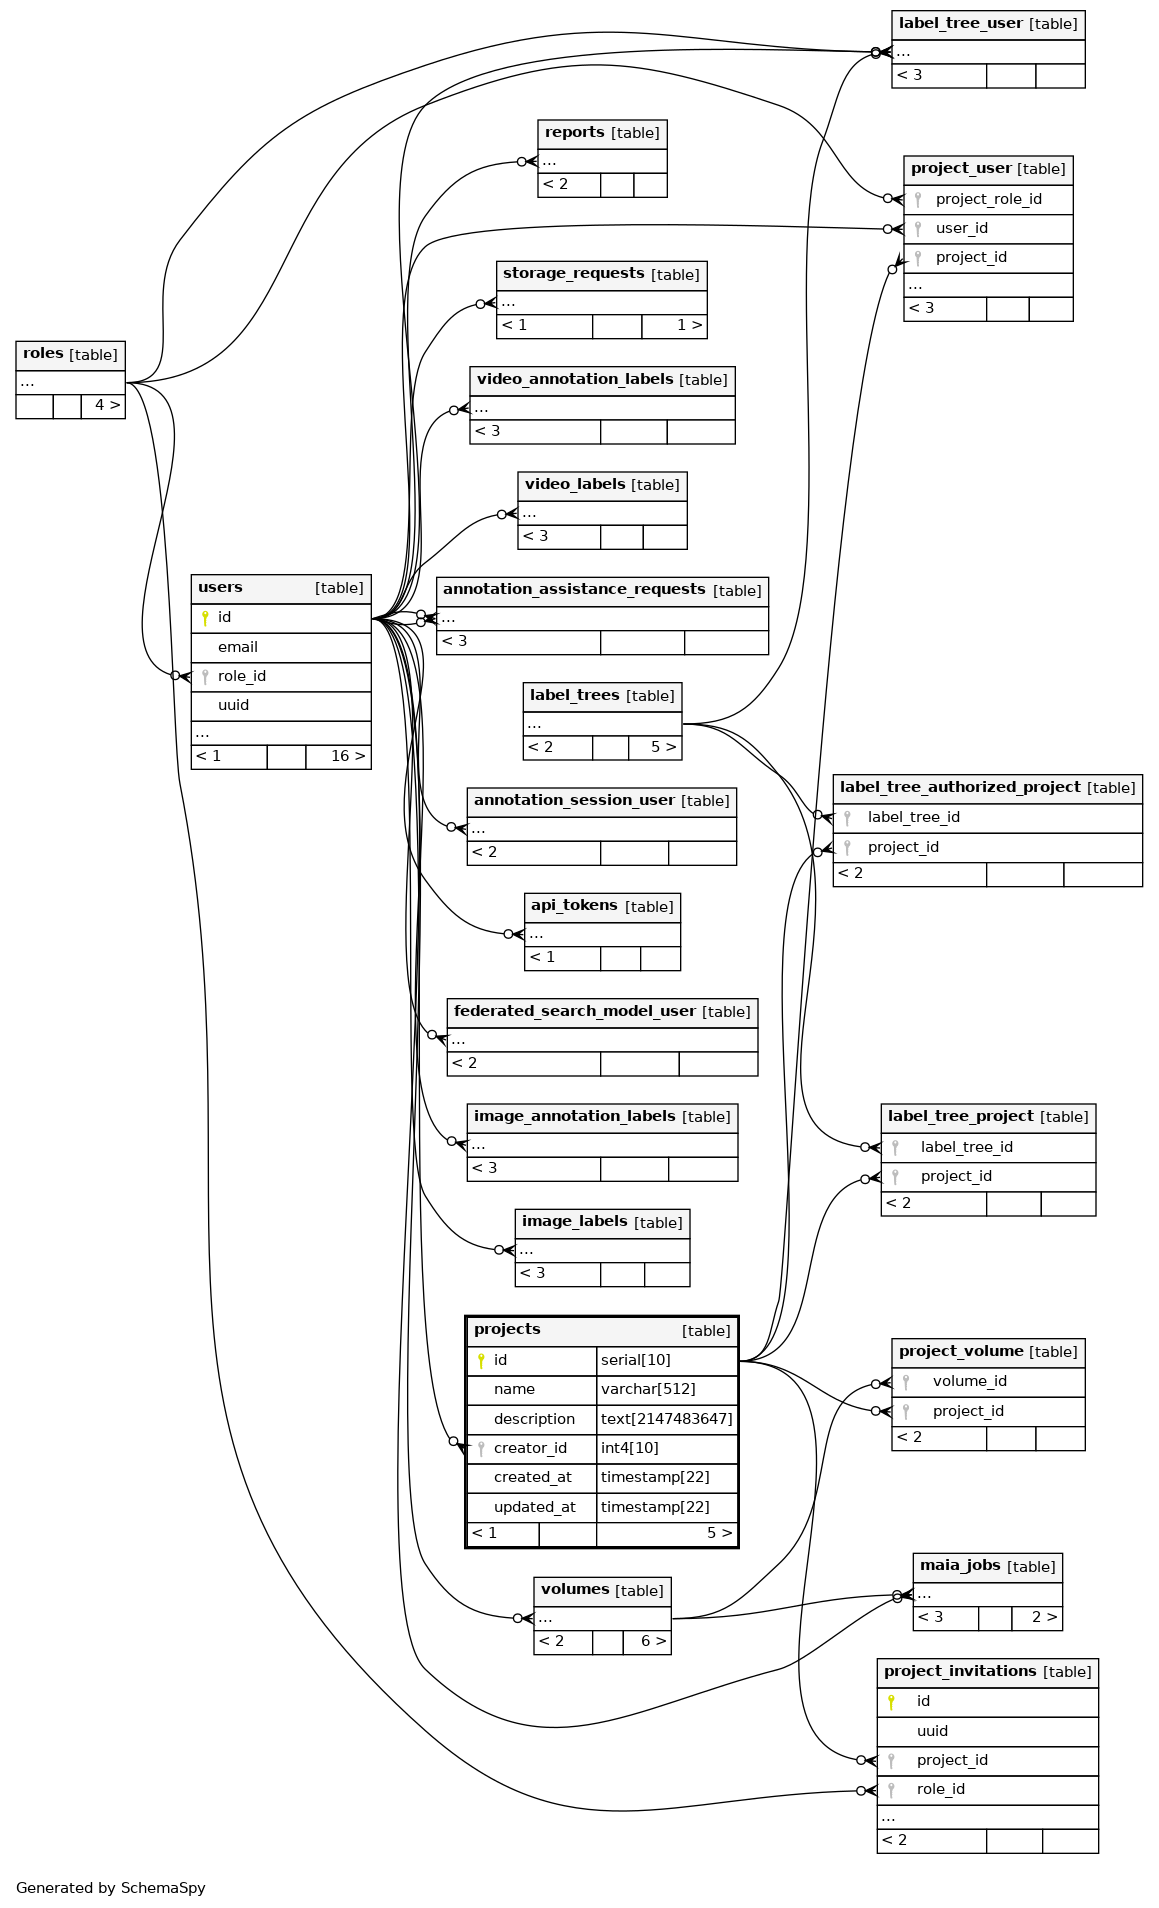 label_tree_user [table]
...
< 3
reports [table]
...
< 2
project_user [table]
project_role_id
user_id
project_id
...
< 3
storage_requests [table]
...
< 1 1 >
roles [table]
...
4 >
video_annotation_labels [table]
...
< 3
video_labels [table]
...
< 3
users [table]
id
email
role_id
uuid
...
< 1 16 >
annotation_assistance_requests [table]
...
< 3
label_trees [table]
...
< 2 5 >
label_tree_authorized_project [table]
label_tree_id
project_id
< 2
annotation_session_user [table]
...
< 2
api_tokens [table]
...
< 1
federated_search_model_user [table]
...
< 2
image_annotation_labels [table]
...
< 3
label_tree_project [table]
label_tree_id
project_id
< 2
image_labels [table]
...
< 3
projects [table]
id serial[10]
name varchar[512]
description text[2147483647]
creator_id int4[10]
created_at timestamp[22]
updated_at timestamp[22]
< 1 5 >
project_volume [table]
volume_id
project_id
< 2
volumes [table]
...
< 2 6 >
maia_jobs [table]
...
< 3 2 >
project_invitations [table]
id
uuid
project_id
role_id
...
< 2
Generated by SchemaSpy